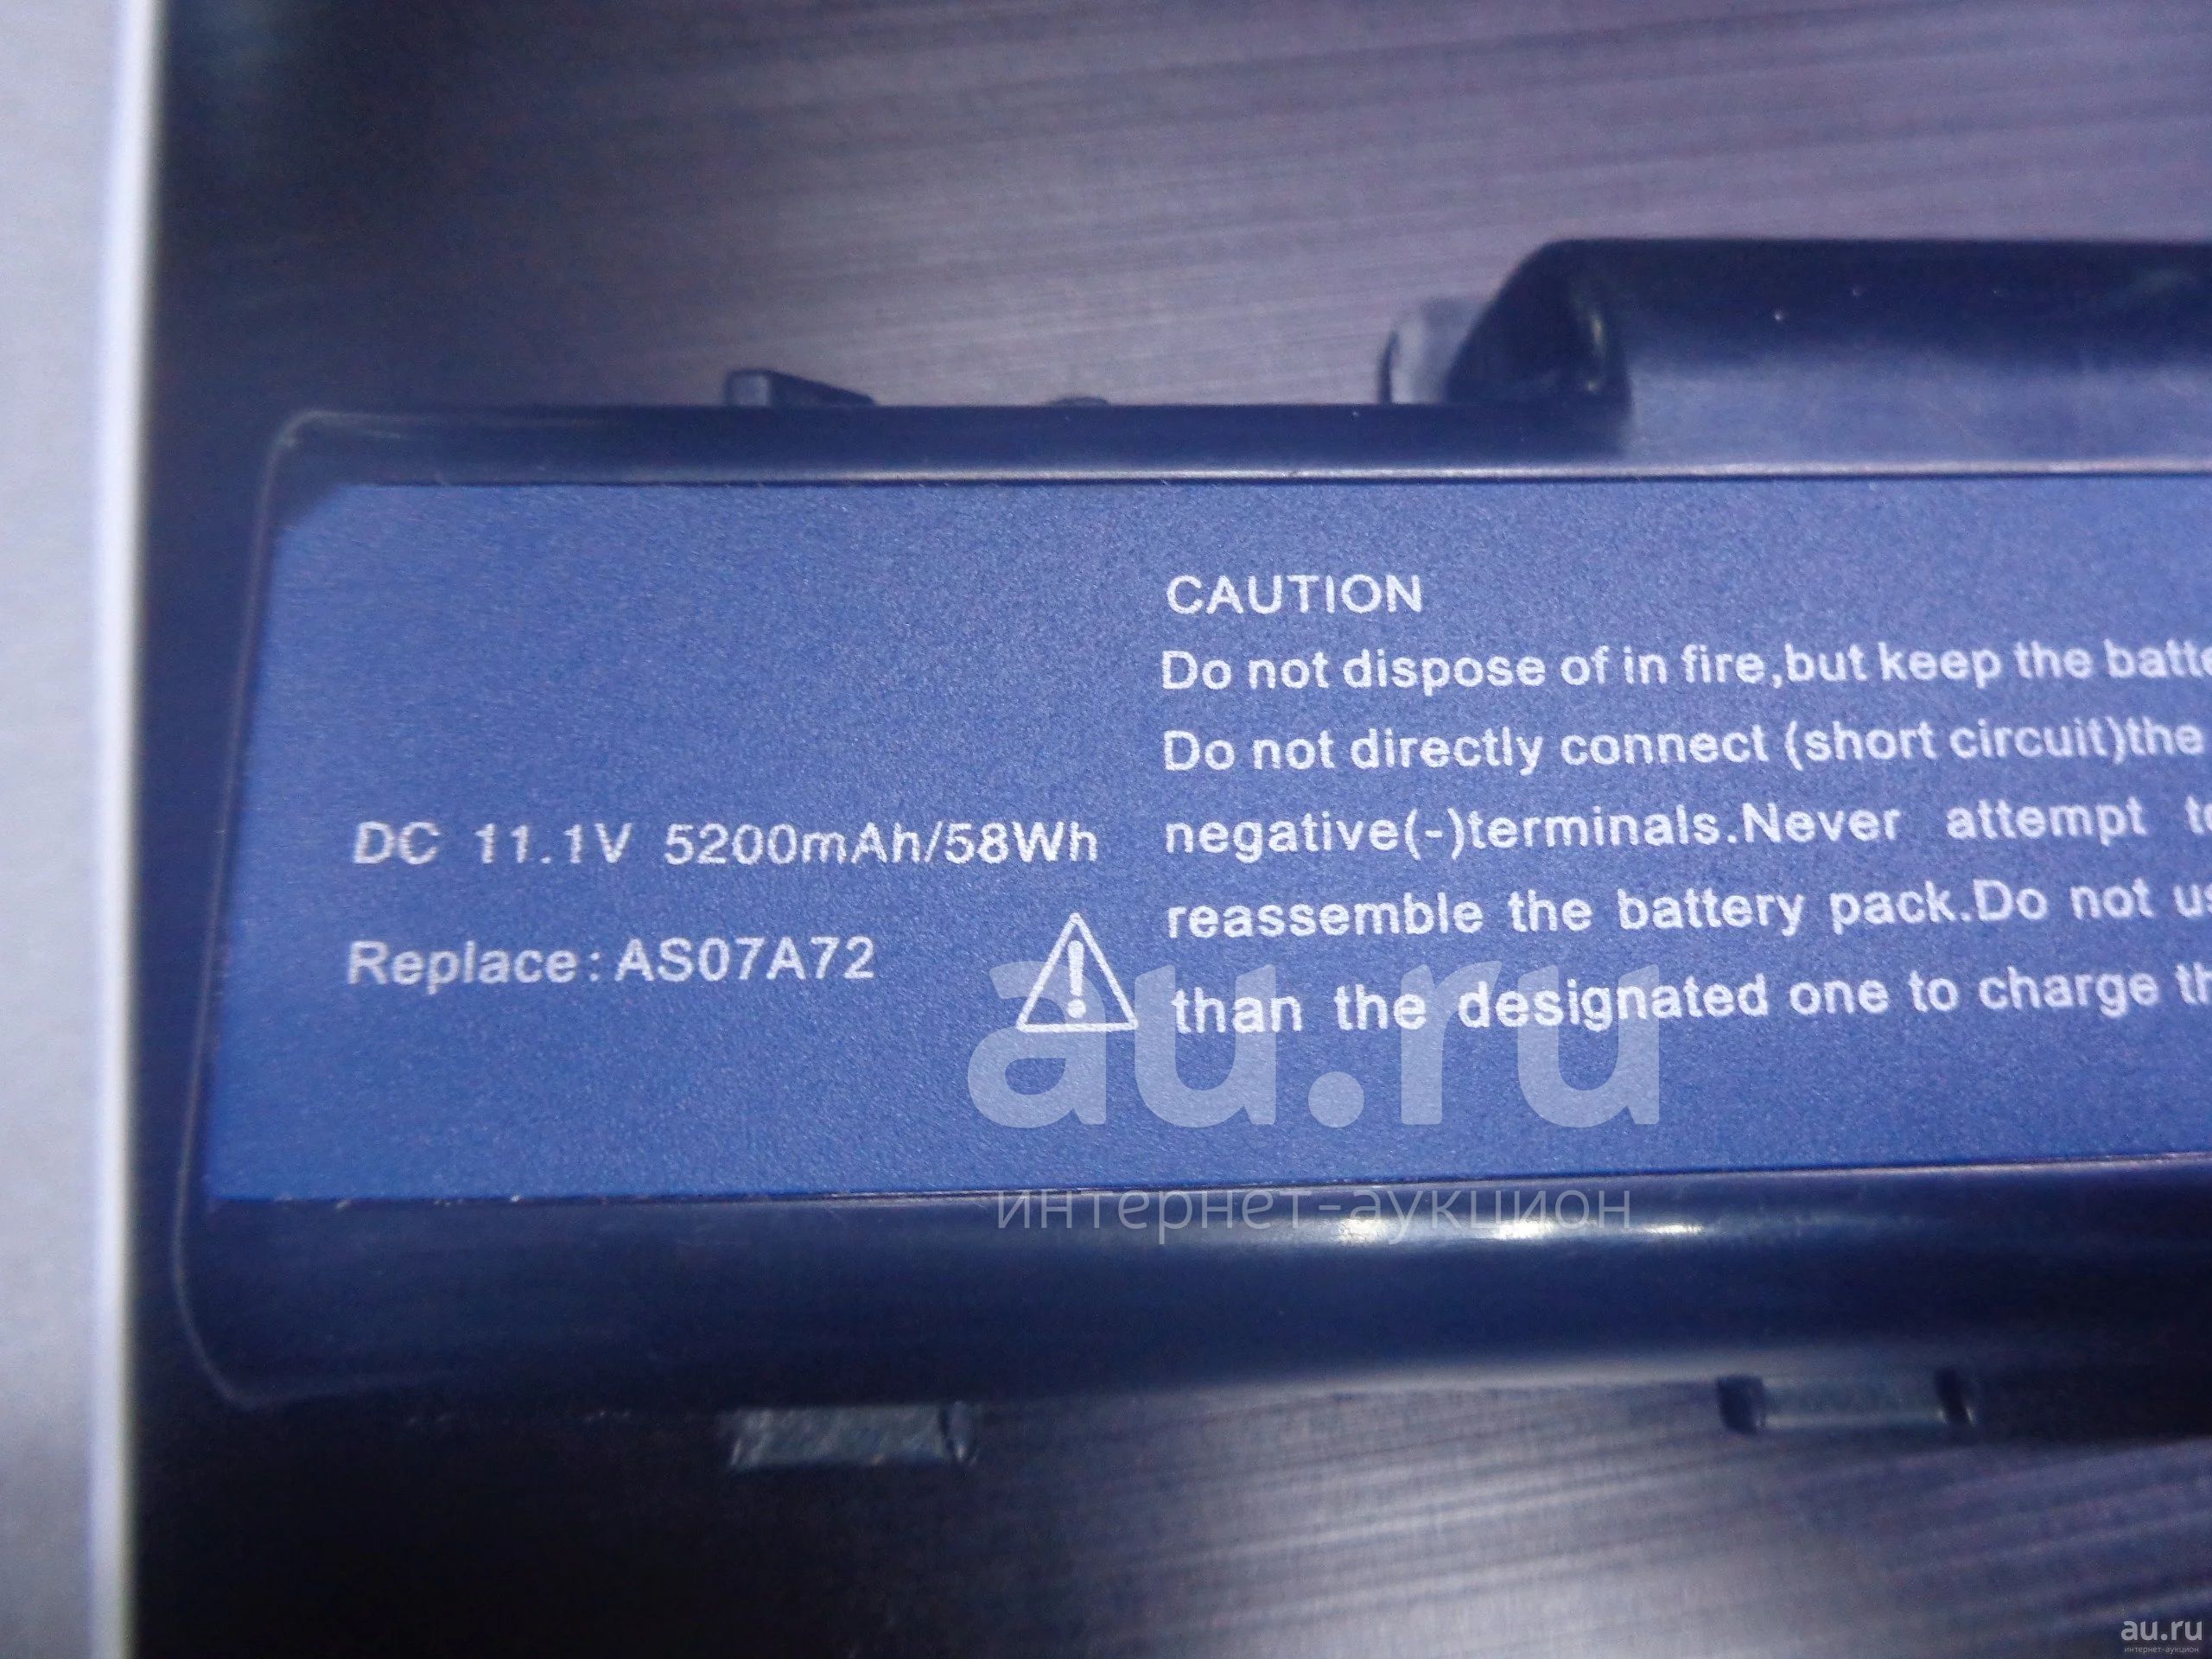 CAUTION
Do not dispose of in fire,but keep the
Do not directly connect (short circuit)the
DC 11.1V 5200mAh/58Wh
negative(-)terminals.Never attempt
reassemble the battery pack.Do not
Replace: AS07A72
than the designated one to charge
au.ru
интернет-аукцион
au.ru
интернет-аукцион